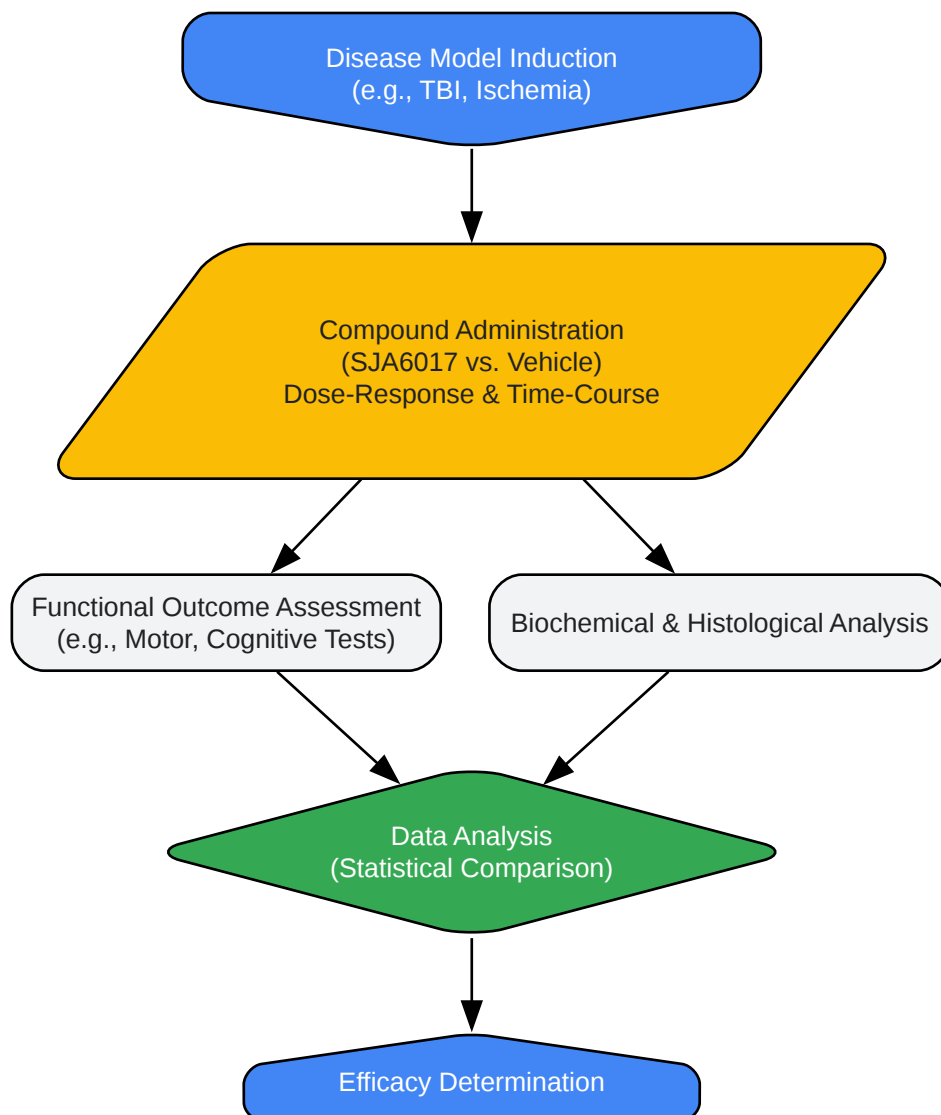 Disease Model Induction
(e.g., TBI, Ischemia)
Compound Administration
(SJA6017 vs. Vehicle)
Dose-Response & Time-Course
Functional Outcome Assessment
(e.g., Motor, Cognitive Tests)
Biochemical & Histological Analysis
Data Analysis
(Statistical Comparison)
Efficacy Determination